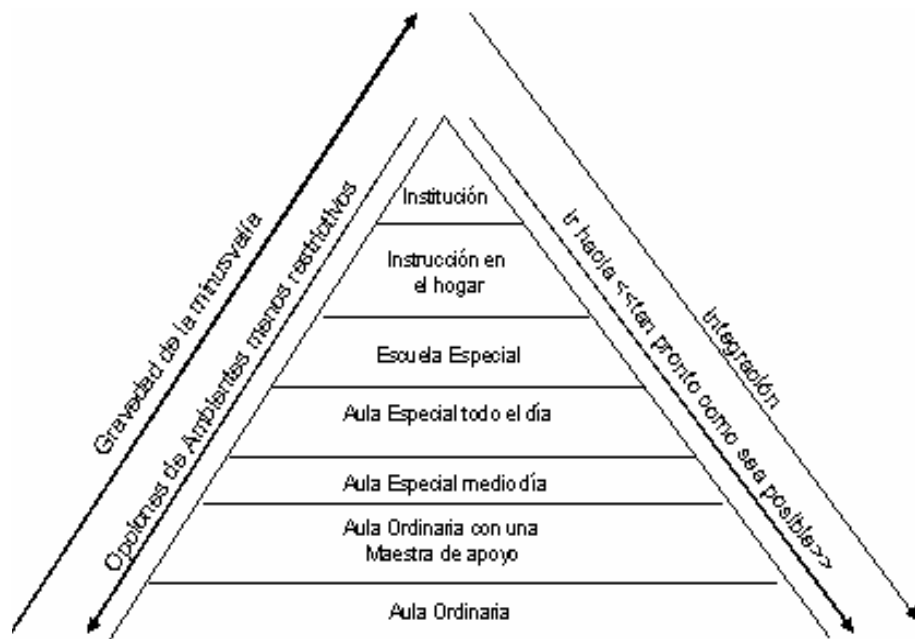 Institución
Instrucción en
el hogar
Escuela Especial
Aula Especial todo el día
Aula Especial medio día
Aula Ordinaria con una
Maestra de apoyo
Aula Ordinaria
Gravedad de la minusvalía
Opciones de Ambientes menos restrictivos
Ir hacia <<tan pronto como sea posible>>
Integración